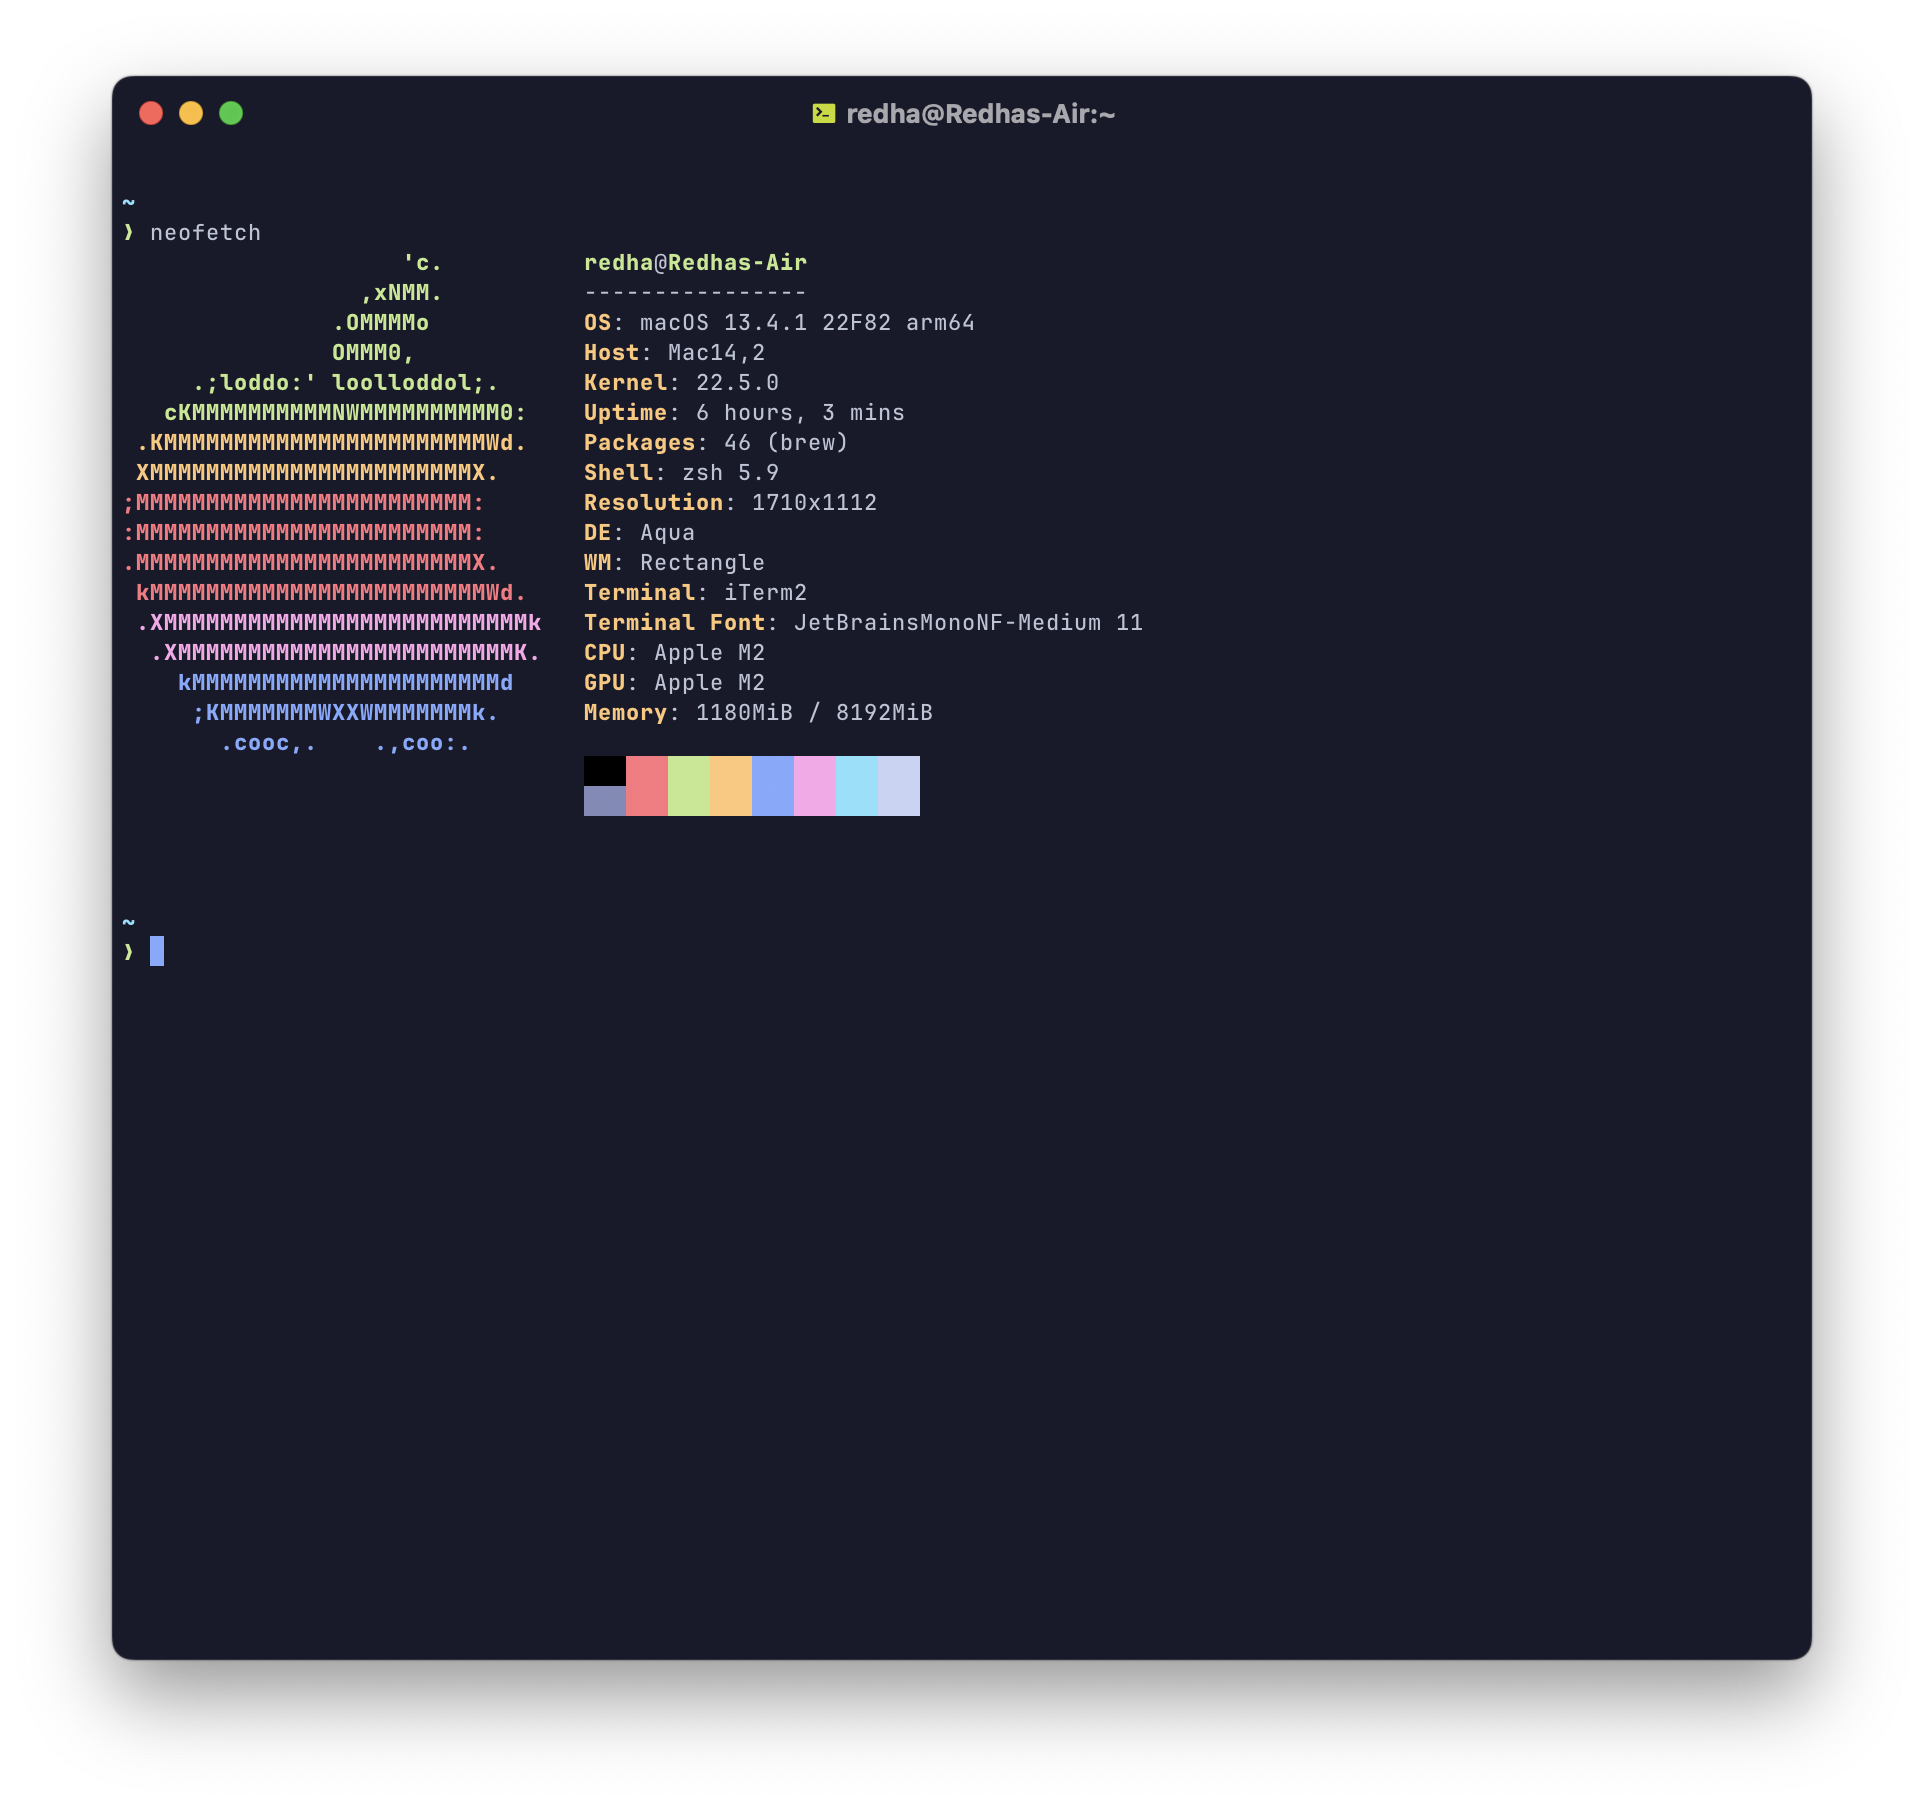 redha@Redhas-Air:~
~
❯ neofetch
                    'c.          redha@Redhas-Air
                 ,xNMM.          ----------------
               .OMMMMo           OS: macOS 13.4.1 22F82 arm64
               OMMM0,            Host: Mac14,2
     .;loddo:' loolloddol;.      Kernel: 22.5.0
   cKMMMMMMMMMMNWMMMMMMMMMM0:    Uptime: 6 hours, 3 mins
 .KMMMMMMMMMMMMMMMMMMMMMMMWd.    Packages: 46 (brew)
 XMMMMMMMMMMMMMMMMMMMMMMMX.      Shell: zsh 5.9
;MMMMMMMMMMMMMMMMMMMMMMMM:       Resolution: 1710x1112
:MMMMMMMMMMMMMMMMMMMMMMMM:       DE: Aqua
.MMMMMMMMMMMMMMMMMMMMMMMMX.      WM: Rectangle
 kMMMMMMMMMMMMMMMMMMMMMMMMWd.    Terminal: iTerm2
 .XMMMMMMMMMMMMMMMMMMMMMMMMMMk   Terminal Font: JetBrainsMonoNF-Medium 11
  .XMMMMMMMMMMMMMMMMMMMMMMMMK.   CPU: Apple M2
    kMMMMMMMMMMMMMMMMMMMMMMd     GPU: Apple M2
     ;KMMMMMMMWXXWMMMMMMMk.      Memory: 1180MiB / 8192MiB
       .cooc,.    .,coo:.
~
❯